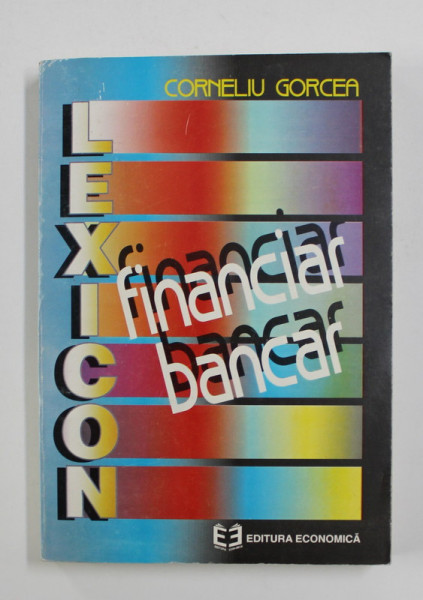 CORNELIU GORCEA
LEXICON
financiar
bancar
EDITURA ECONOMICĂ